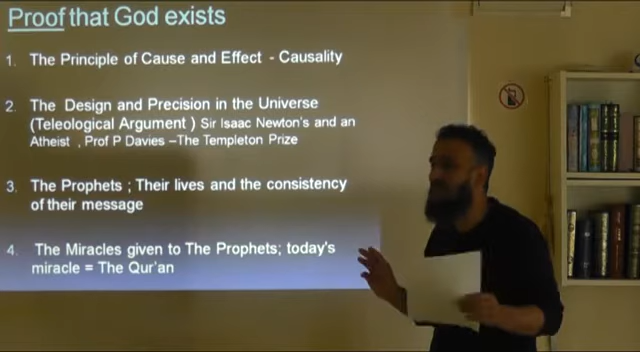 Proof that God exists
1. The Principle of Cause and Effect - Causality
2. The Design and Precision in the Universe
(Teleological Argument ) Sir Isaac Newton's and an
Atheist , Prof P Davies –The Templeton Prize
3. The Prophets ; Their lives and the consistency
of their message
4. The Miracles given to The Prophets; today's
miracle = The Qur'an